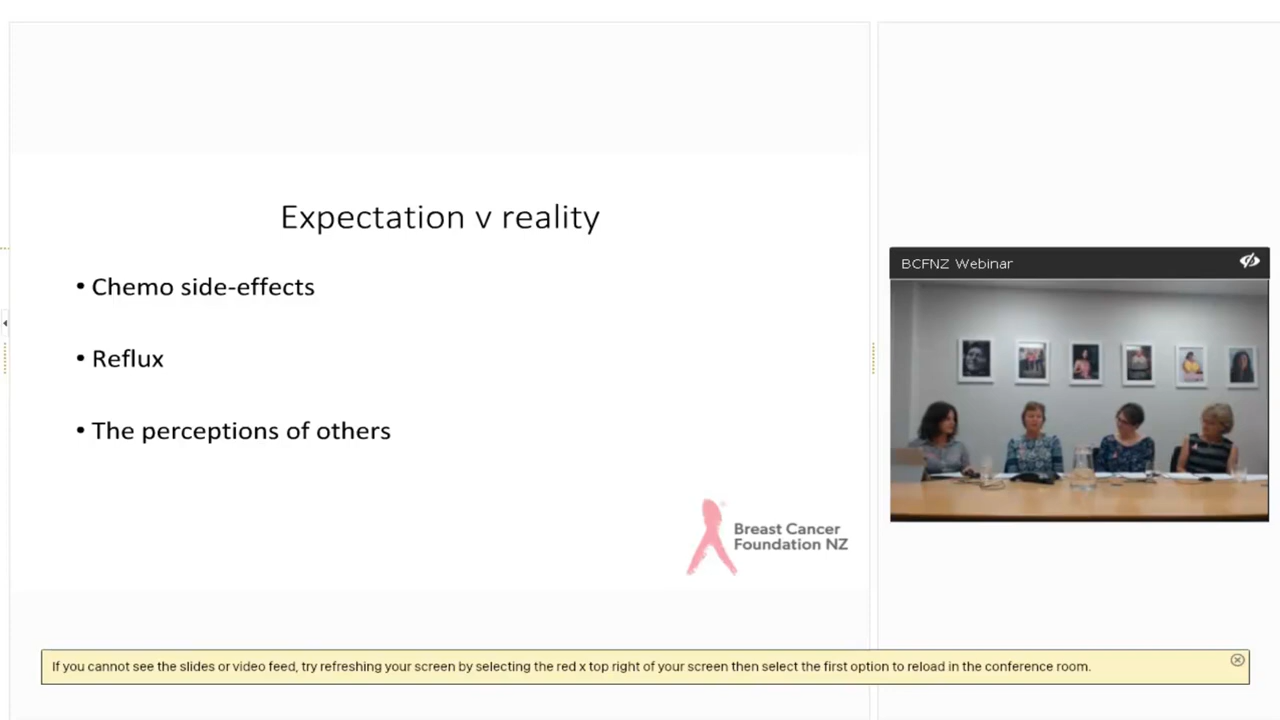 Expectation v reality
• Chemo side-effects
• Reflux
• The perceptions of others
Breast Cancer
Foundation NZ
BCFNZ Webinar
If you cannot see the slides or video feed, try refreshing your screen by selecting the red x top right of your screen then select the first option to reload in the conference room.